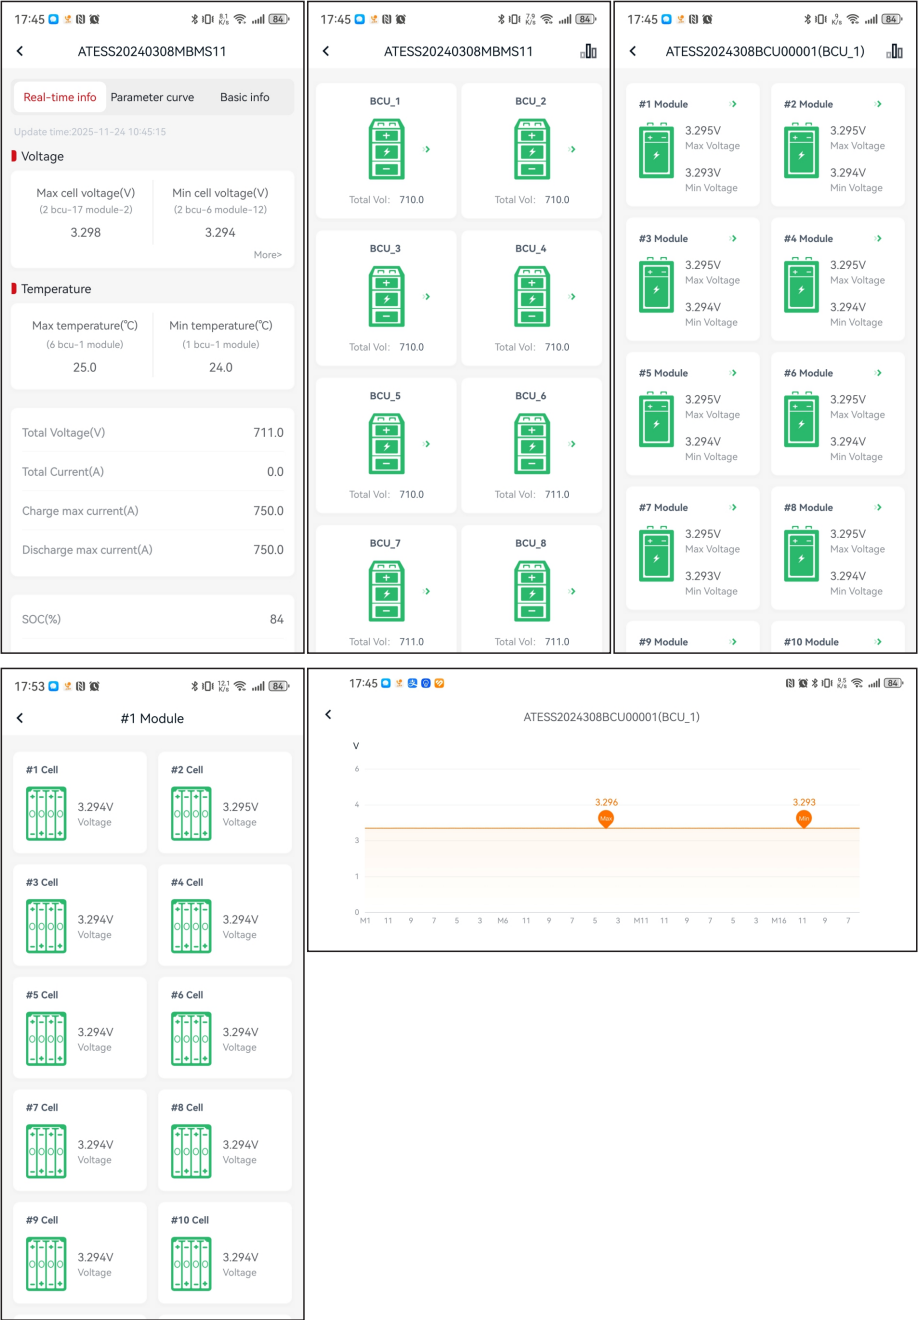 17:45
8.1 K/s
84
ATESS20240308MBMS11
Real-time info Parameter curve Basic info
Update time:2025-11-24 10:45:15
Voltage
Max cell voltage(V) Min cell voltage(V)
(2 bcu-17 module-2) (2 bcu-6 module-12)
3.298 3.294
More>
Temperature
Max temperature(℃) Min temperature(℃)
(6 bcu-1 module) (1 bcu-1 module)
25.0 24.0
Total Voltage(V) 711.0
Total Current(A) 0.0
Charge max current(A) 750.0
Discharge max current(A) 750.0
SOC(%) 84
17:45
7.9 K/s
84
ATESS20240308MBMS11
BCU_1 BCU_2
Total Vol: 710.0 Total Vol: 710.0
BCU_3 BCU_4
Total Vol: 710.0 Total Vol: 710.0
BCU_5 BCU_6
Total Vol: 710.0 Total Vol: 711.0
BCU_7 BCU_8
Total Vol: 711.0 Total Vol: 711.0
17:45
9 K/s
84
ATESS2024308BCU00001(BCU_1)
#1 Module #2 Module
3.295V 3.295V
Max Voltage Max Voltage
3.293V 3.294V
Min Voltage Min Voltage
#3 Module #4 Module
3.295V 3.295V
Max Voltage Max Voltage
3.294V 3.294V
Min Voltage Min Voltage
#5 Module #6 Module
3.295V 3.295V
Max Voltage Max Voltage
3.294V 3.294V
Min Voltage Min Voltage
#7 Module #8 Module
3.295V 3.295V
Max Voltage Max Voltage
3.293V 3.294V
Min Voltage Min Voltage
#9 Module #10 Module
17:53
12.1 K/s
84
#1 Module
#1 Cell #2 Cell
3.294V 3.295V
Voltage Voltage
#3 Cell #4 Cell
3.294V 3.294V
Voltage Voltage
#5 Cell #6 Cell
3.294V 3.294V
Voltage Voltage
#7 Cell #8 Cell
3.294V 3.294V
Voltage Voltage
#9 Cell #10 Cell
3.294V 3.294V
Voltage Voltage
17:45
9.5 K/s
84
ATESS2024308BCU00001(BCU_1)
V
6
4
3
1
0
3.296 3.293
Max Min
M1 11 9 7 5 3 M6 11 9 7 5 3 M11 11 9 7 5 3 M16 11 9 7